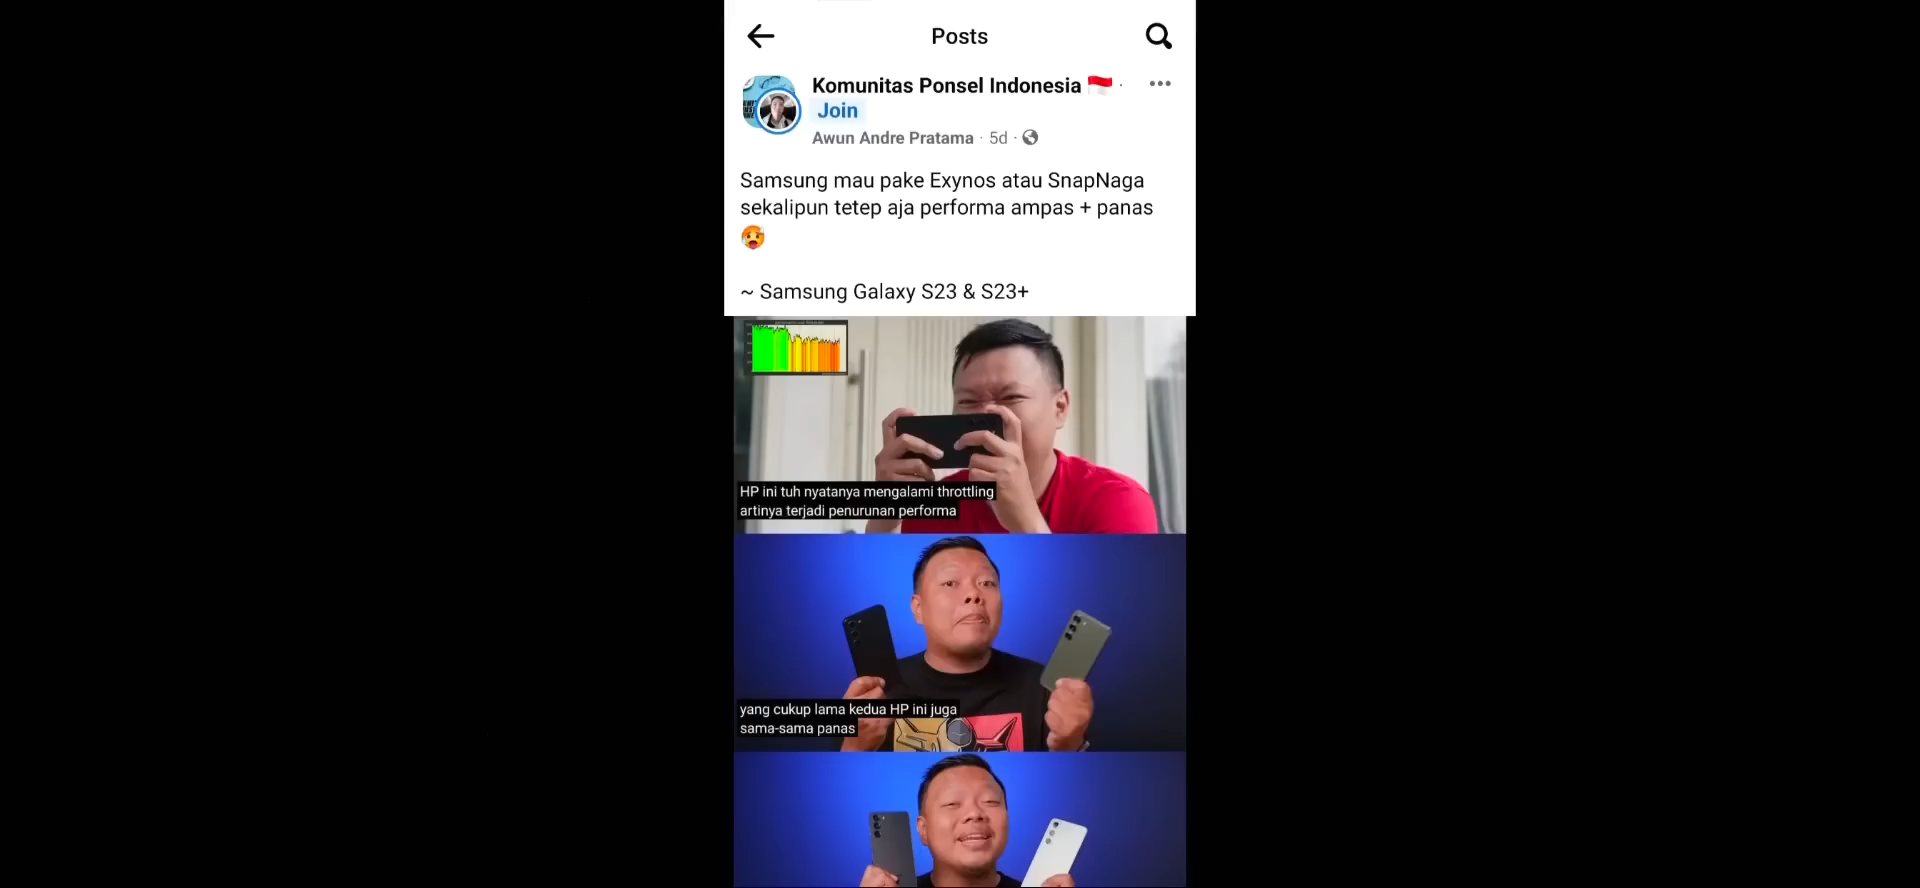 Posts
Komunitas Ponsel Indonesia 🇮🇩 ·
Join
Awun Andre Pratama · 5d ·
Samsung mau pake Exynos atau SnapNaga
sekalipun tetep aja performa ampas + panas
🥵
~ Samsung Galaxy S23 & S23+
HP ini tuh nyatanya mengalami throttling
artinya terjadi penurunan performa
yang cukup lama kedua HP ini juga
sama-sama panas